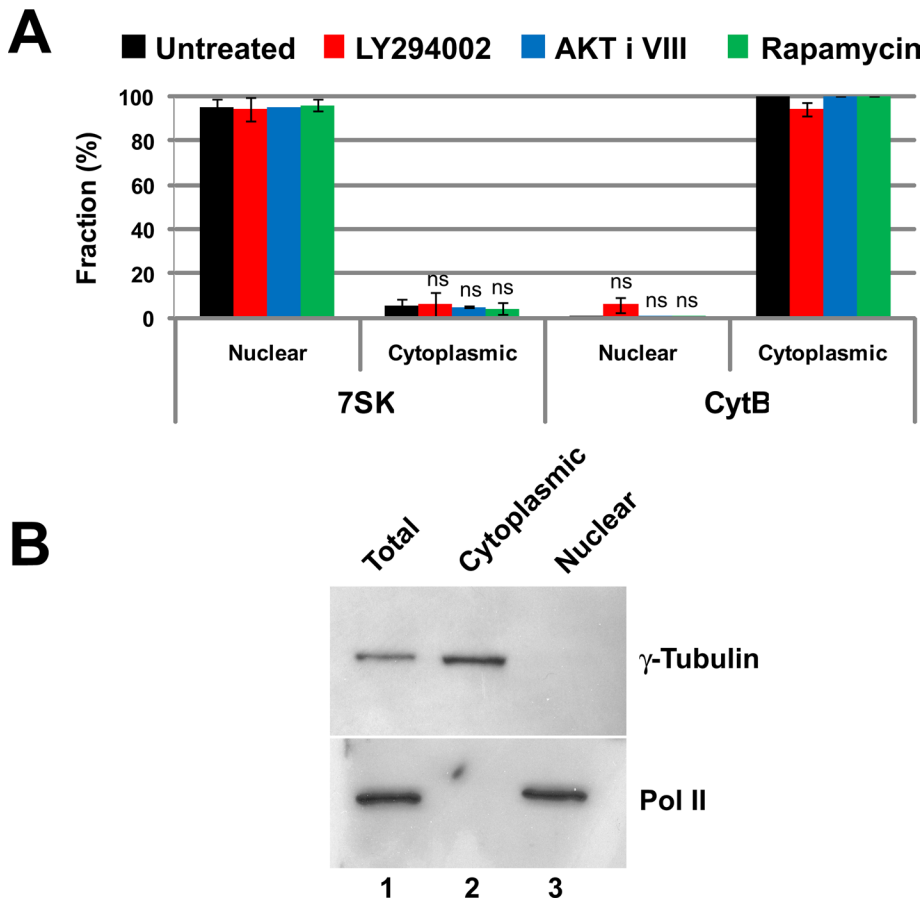 A
Untreated LY294002 AKT i VIII Rapamycin
Fraction (%)
100
80
60
40
20
0
ns ns ns ns ns ns
Nuclear Cytoplasmic Nuclear Cytoplasmic
7SK CytB
B
Total Cytoplasmic Nuclear
γ-Tubulin
Pol II
1 2 3